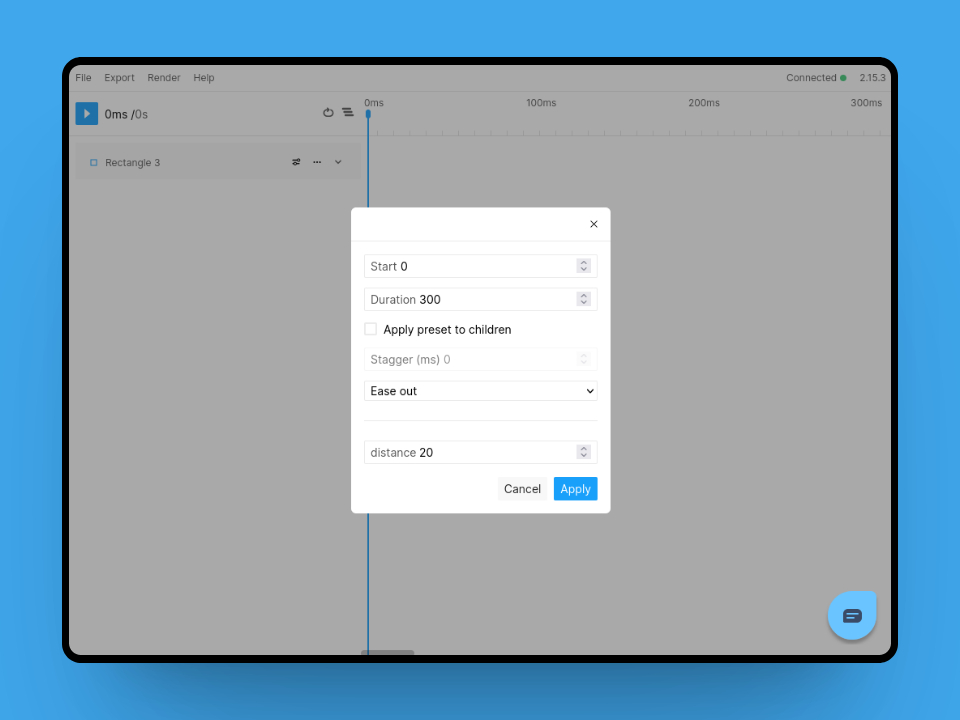 File Export Render Help Connected 2.15.3
0ms /0s 0ms 100ms 200ms 300ms
Rectangle 3
Start 0
Duration 300
Apply preset to children
Stagger (ms) 0
Ease out
distance 20
Cancel Apply